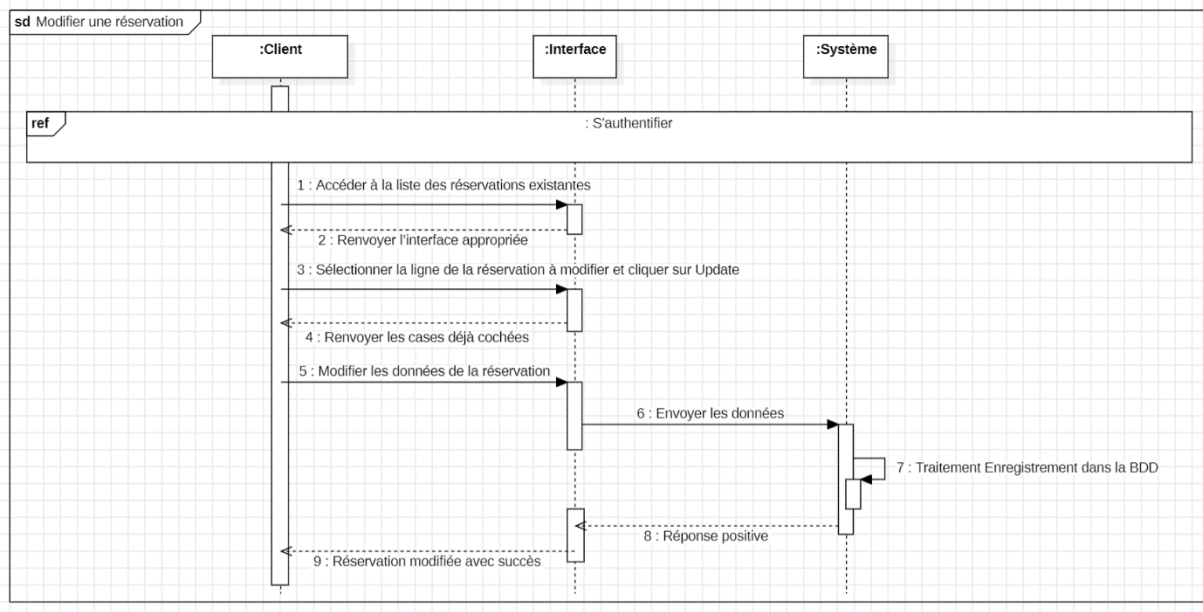 sd Modifier une réservation
:Client
:Interface
:Système
ref
: S'authentifier
1 : Accéder à la liste des réservations existantes
2 : Renvoyer l'interface appropriée
3 : Sélectionner la ligne de la réservation à modifier et cliquer sur Update
4 : Renvoyer les cases déjà cochées
5 : Modifier les données de la réservation
6 : Envoyer les données
7 : Traitement Enregistrement dans la BDD
8 : Réponse positive
9 : Réservation modifiée avec succès